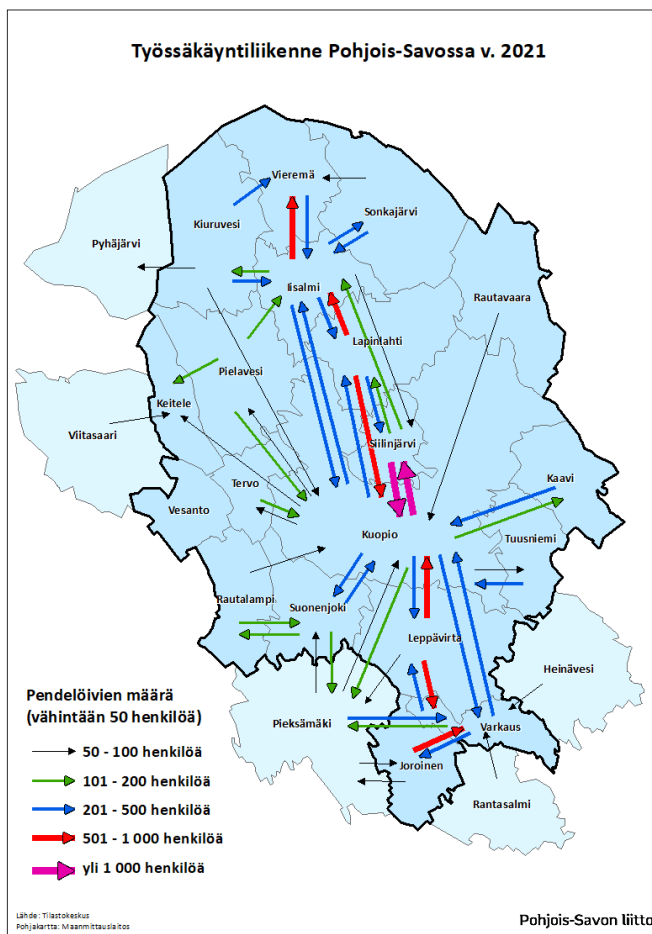 Työssäkäyntiliikenne Pohjois-Savossa v. 2021
Vieremä
Sonkajärvi
Kiuruvesi
Pyhäjärvi
Iisalmi
Rautavaara
Lapinlahti
Pielavesi
Keitele
Viitasaari
Siilinjärvi
Kaavi
Tervo
Vesanto
Kuopio
Tuusniemi
Rautalampi
Suonenjoki
Leppävirta
Heinävesi
Pieksämäki
Varkaus
Joroinen
Rantasalmi
Pendelöivien määrä
(vähintään 50 henkilöä)
50 - 100 henkilöä
101 - 200 henkilöä
201 - 500 henkilöä
501 - 1 000 henkilöä
yli 1 000 henkilöä
Lähde: Tilastokeskus
Pohjakartta: Maanmittauslaitos
Pohjois-Savon liitto